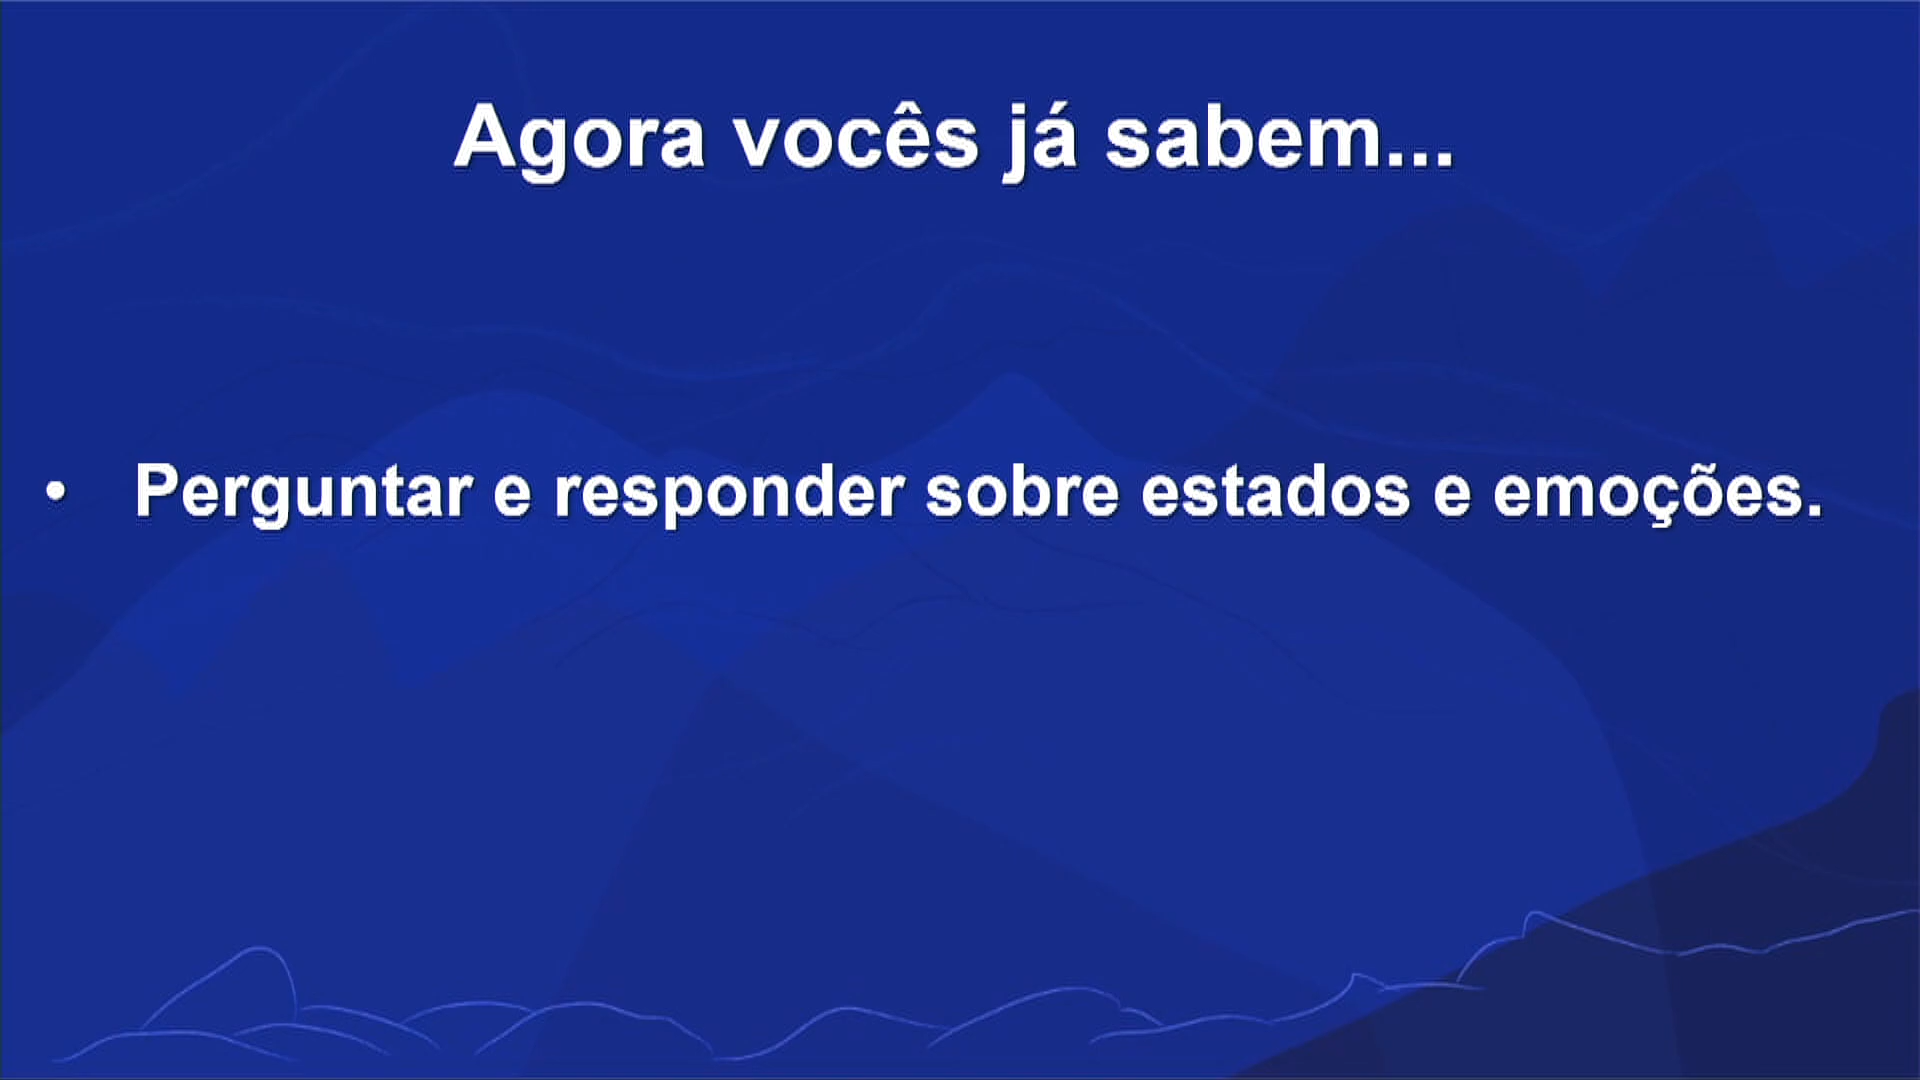 Agora vocês já sabem...
• Perguntar e responder sobre estados e emoções.